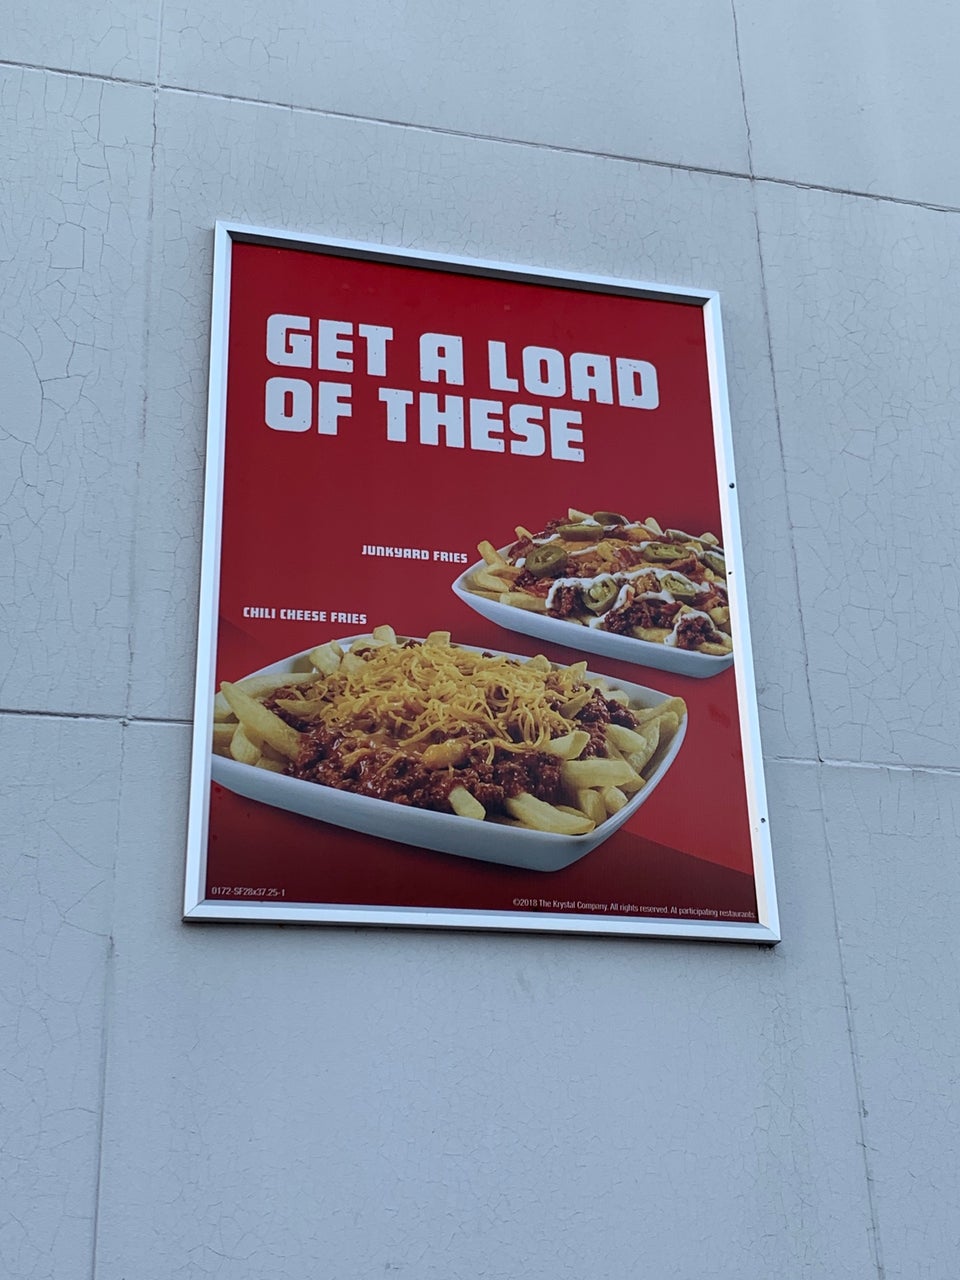 GET A LOAD
OF THESE
JUNKYARD FRIES
CHILI CHEESE FRIES
0172-SF28x37.25-1
©2018 The Krystal Company. All rights reserved. At participating restaurants.